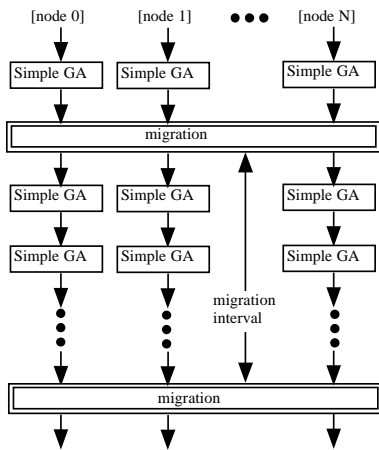 [node 0] [node 1] [node N]
Simple GA Simple GA Simple GA
migration
Simple GA Simple GA Simple GA
Simple GA Simple GA Simple GA
migration
interval
migration